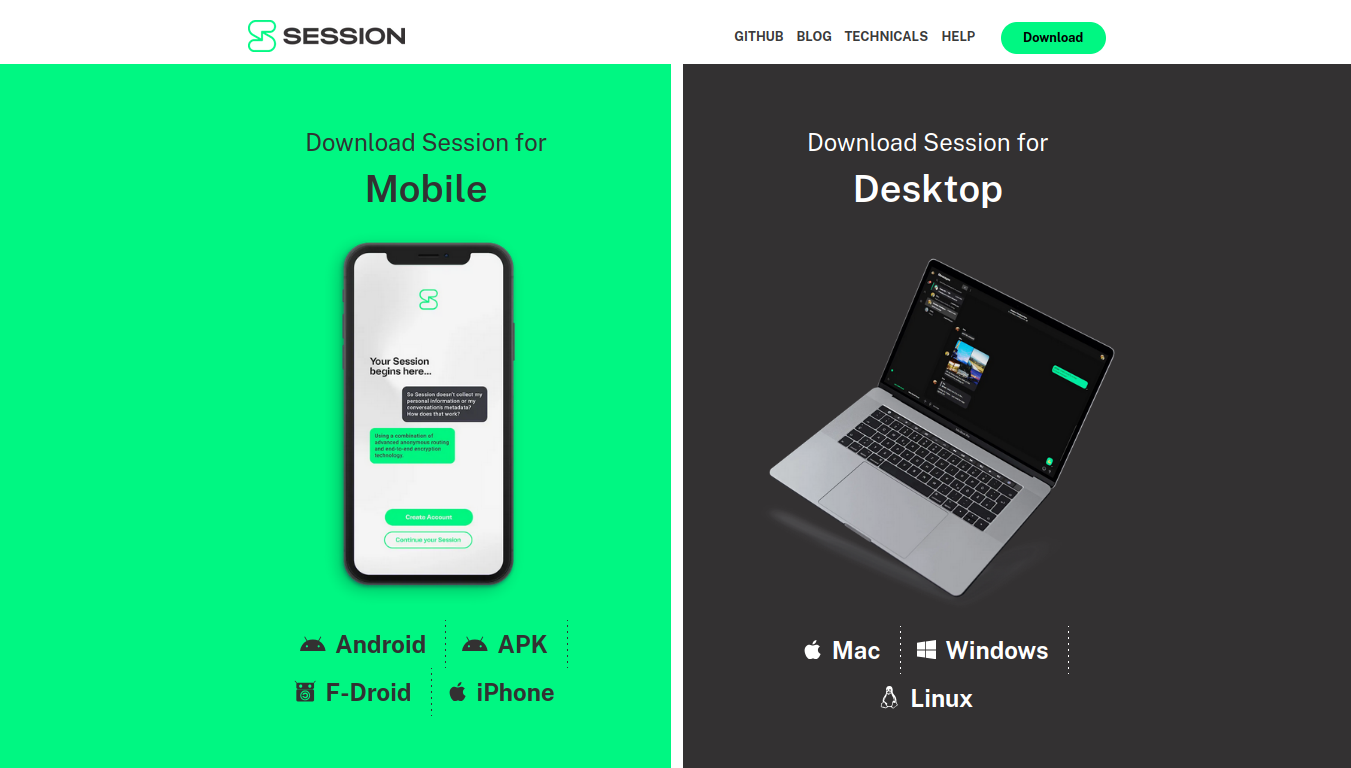 SESSION
GITHUB BLOG TECHNICALS HELP Download
Download Session for
Mobile
Your Session
begins here...
So Session doesn't collect my
personal information or my
conversation's metadata?
How does that work?
Using a combination of
advanced anonymous routing
and end-to-end encryption
technology.
Create Account
Continue your Session
Android APK
F-Droid iPhone
Download Session for
Desktop
Mac Windows
Linux